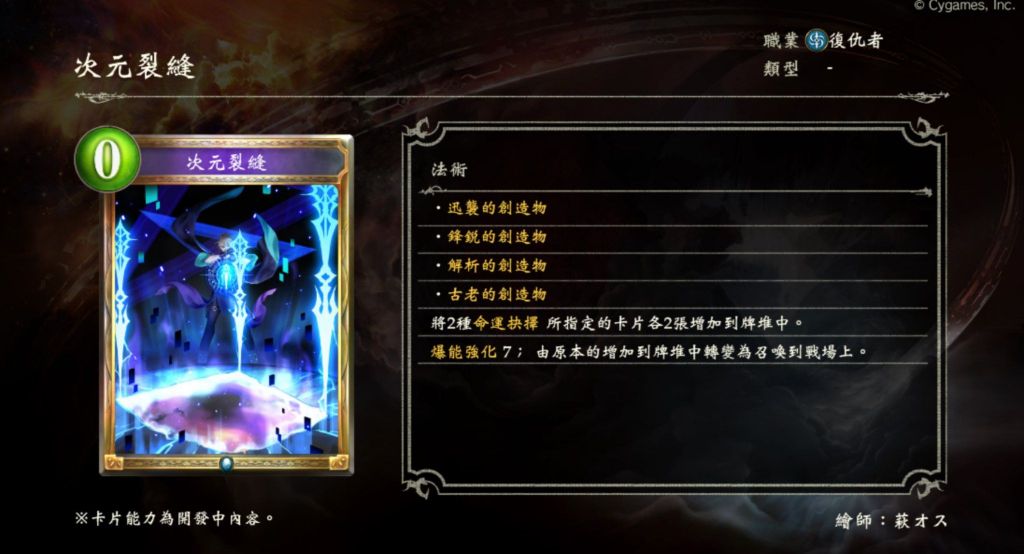 © Cygames, Inc.
次元裂縫
職業 復仇者
類型 -
0
次元裂縫
法術
・迅襲的創造物
・鋒銳的創造物
・解析的創造物
・古老的創造物
將2種命運抉擇 所指定的卡片各2張增加到牌堆中。
爆能強化 7； 由原本的增加到牌堆中轉變為召喚到戰場上。
※卡片能力為開發中內容。
繪師：萩オス